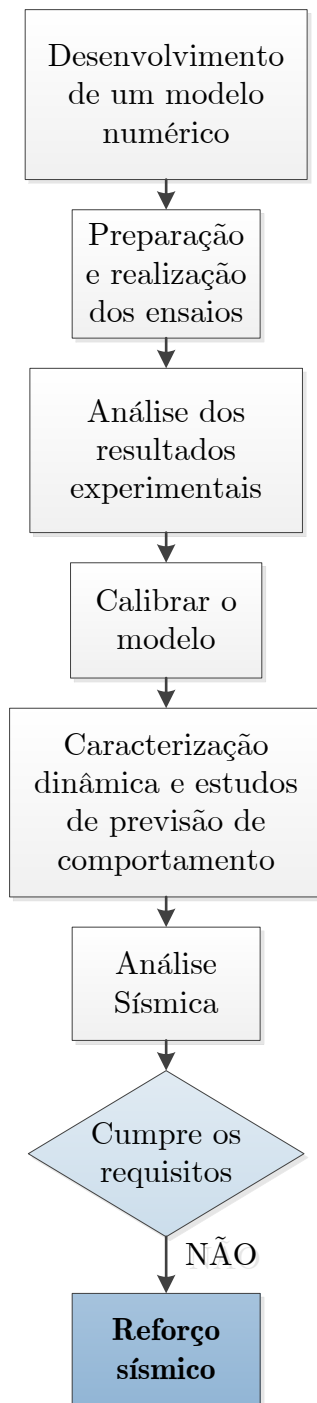 Desenvolvimento
de um modelo
numérico
Preparação
e realização
dos ensaios
Análise dos
resultados
experimentais
Calibrar o
modelo
Caracterização
dinâmica e estudos
de previsão de
comportamento
Análise
Sísmica
Cumpre os
requisitos
NÃO
Reforço
sísmico